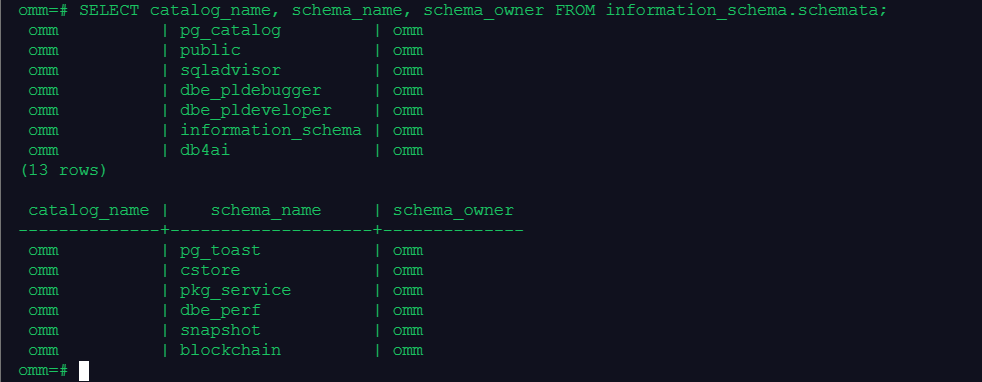 omm=# SELECT catalog_name, schema_name, schema_owner FROM information_schema.schemata;
 omm          | pg_catalog         | omm
 omm          | public             | omm
 omm          | sqladvisor         | omm
 omm          | dbe_pldebugger     | omm
 omm          | dbe_pldeveloper    | omm
 omm          | information_schema | omm
 omm          | db4ai              | omm
(13 rows)

 catalog_name |    schema_name     | schema_owner
--------------+--------------------+--------------
 omm          | pg_toast           | omm
 omm          | cstore             | omm
 omm          | pkg_service        | omm
 omm          | dbe_perf           | omm
 omm          | snapshot           | omm
 omm          | blockchain         | omm
omm=#